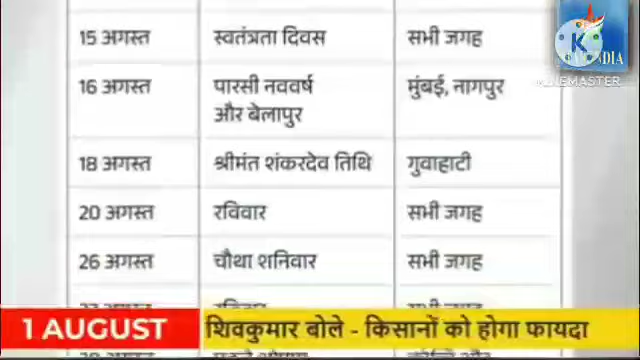 15 अगस्त स्वतंत्रता दिवस सभी जगह
16 अगस्त पारसी नववर्ष मुंबई, नागपुर
और बेलापुर
18 अगस्त श्रीमंत शंकरदेव तिथि गुवाहाटी
20 अगस्त रविवार सभी जगह
26 अगस्त चौथा शनिवार सभी जगह
1 AUGUST शिवकुमार बोले - किसानों को होगा फायदा